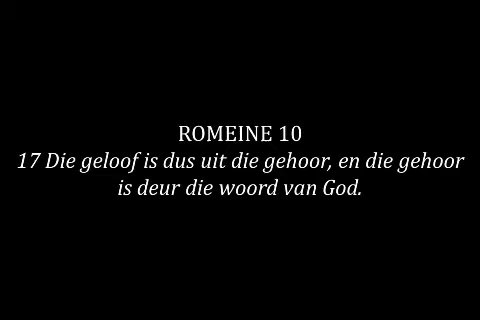 ROMEINE 10
17 Die geloof is dus uit die gehoor, en die gehoor
is deur die woord van God.